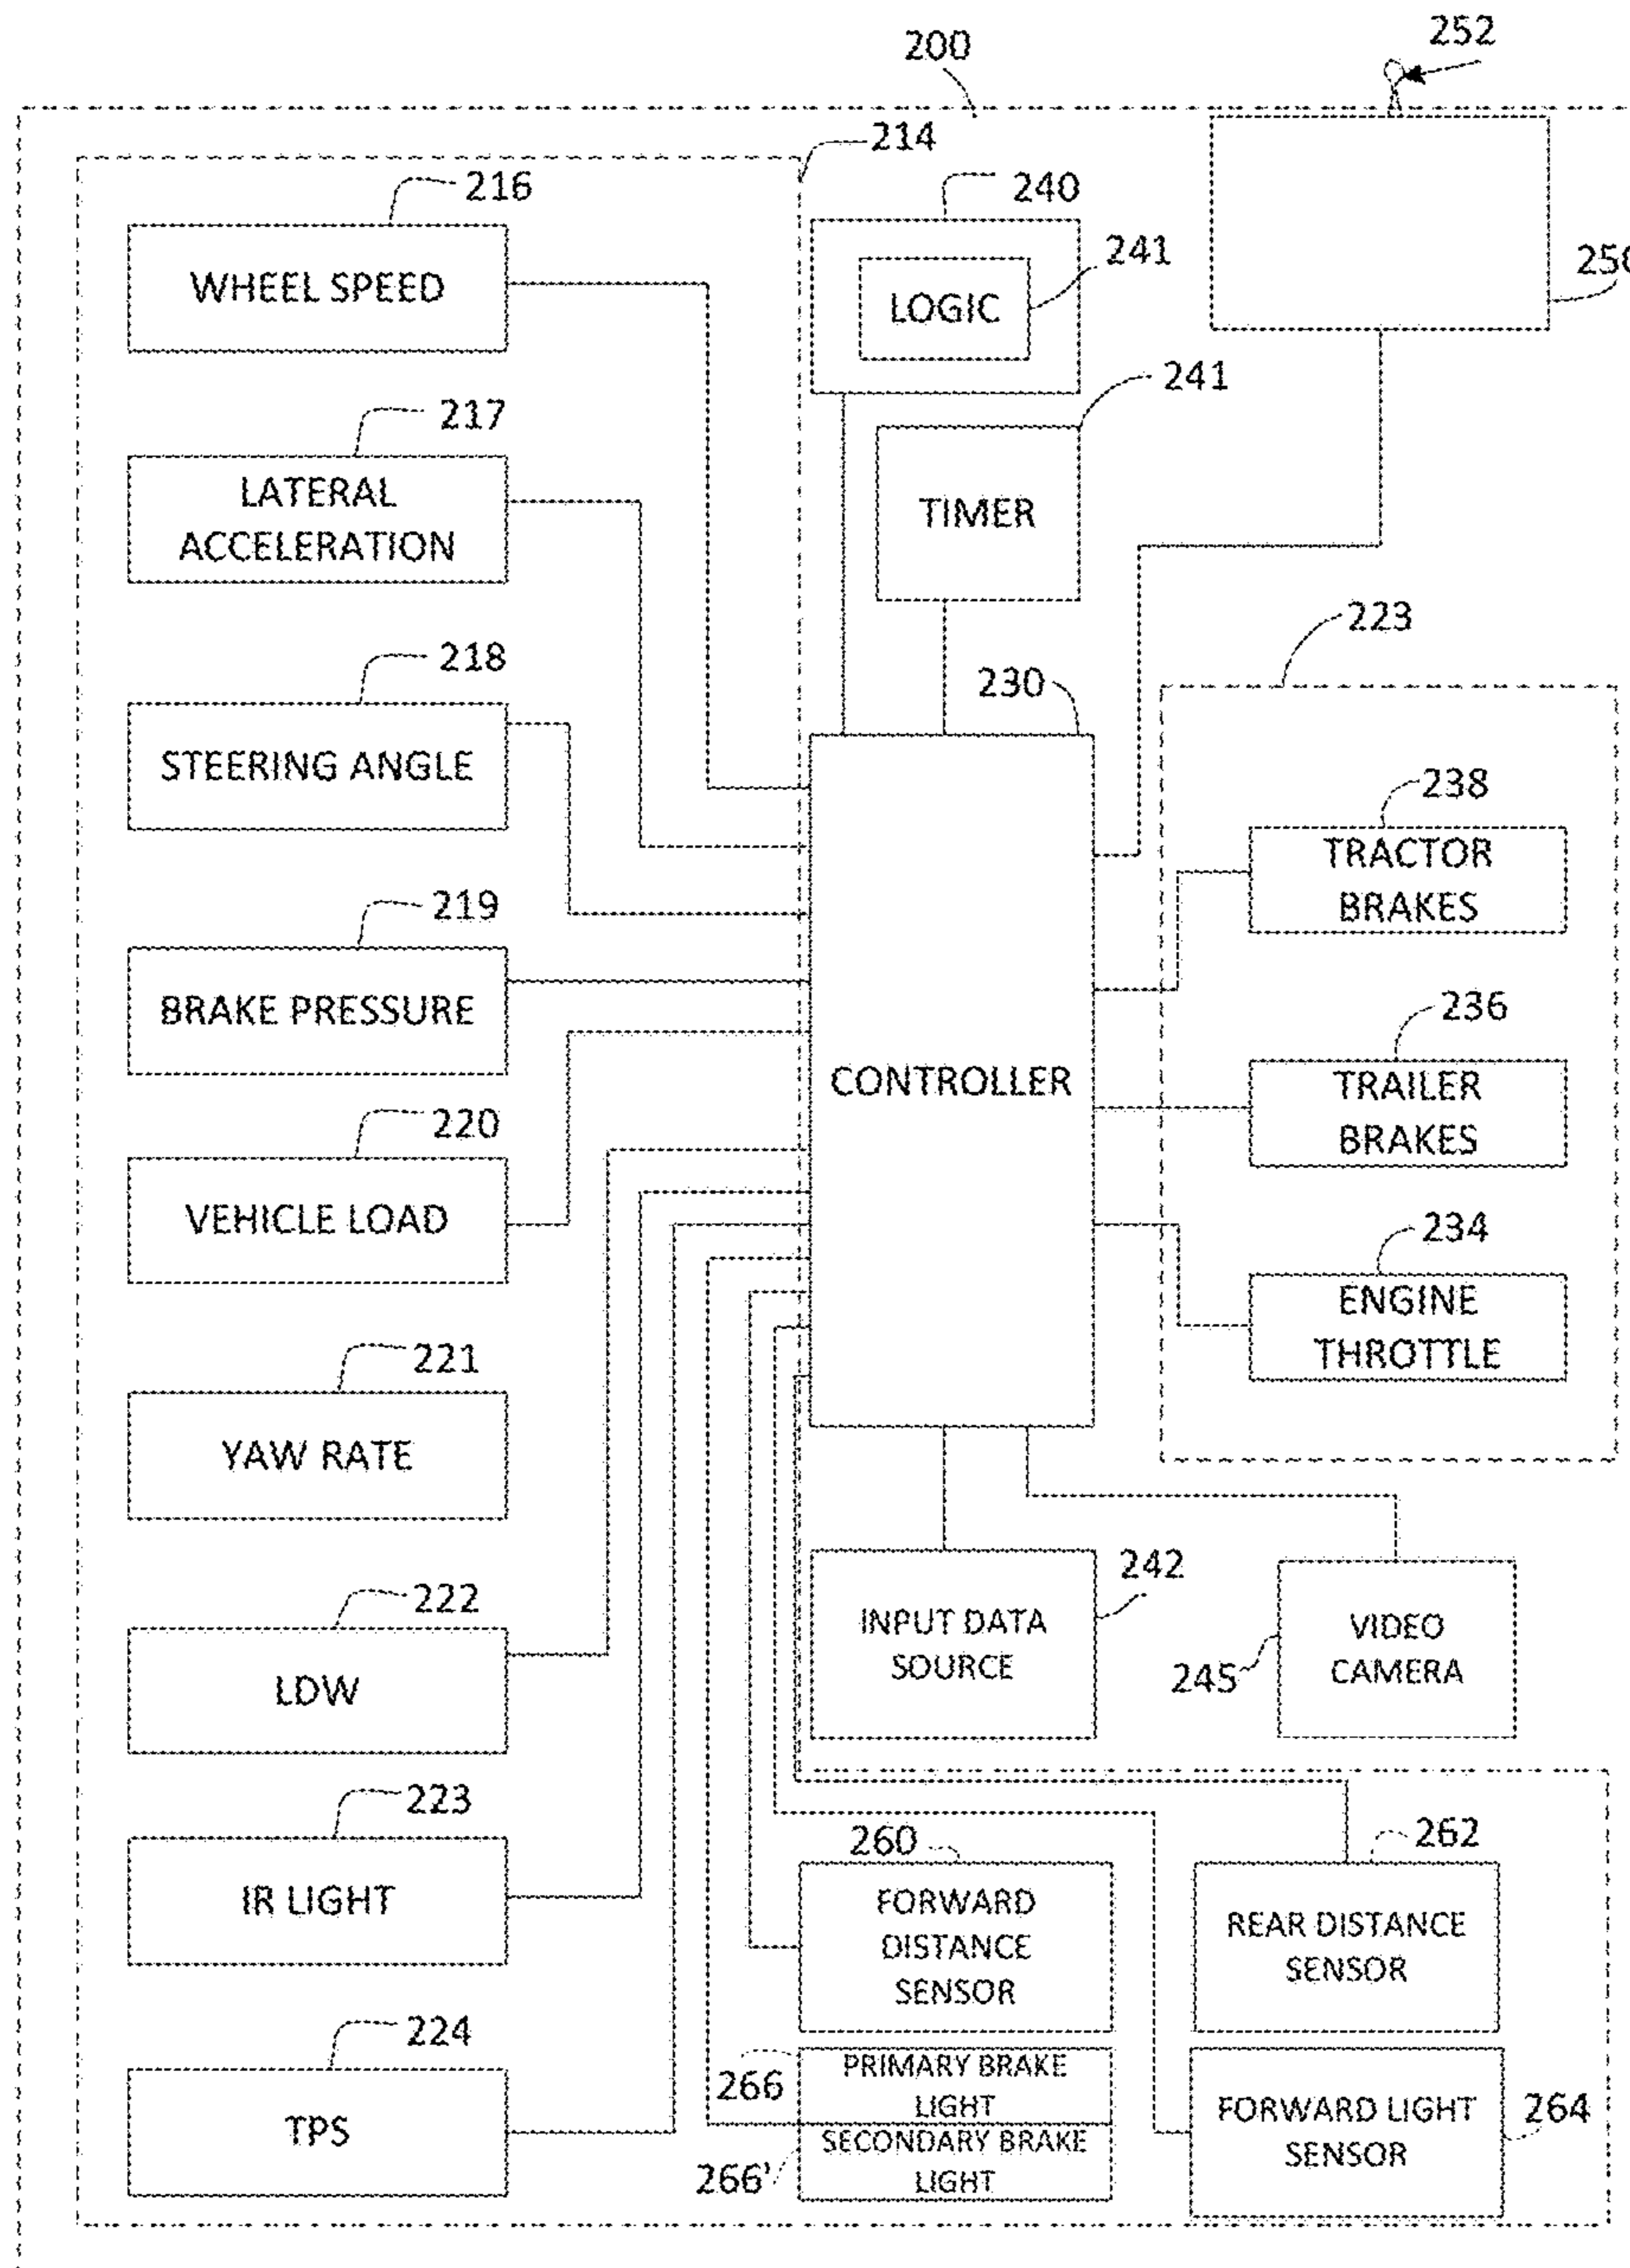 252
200
214
216
240
WHEEL SPEED
241
LOGIC
217
241
LATERAL
ACCELERATION
TIMER
223
218
230
STEERING ANGLE
238
TRACTOR
BRAKES
219
BRAKE PRESSURE
236
CONTROLLER
TRAILER
BRAKES
220
VEHICLE LOAD
234
ENGINE
THROTTLE
221
YAW RATE
242
222
INPUT DATA
SOURCE
VIDEO
CAMERA
245
LDW
223
IR LIGHT
260
262
FORWARD
DISTANCE
SENSOR
REAR DISTANCE
SENSOR
224
TPS
266
PRIMARY BRAKE
LIGHT
SECONDARY BRAKE
LIGHT
266'
FORWARD LIGHT
SENSOR
264